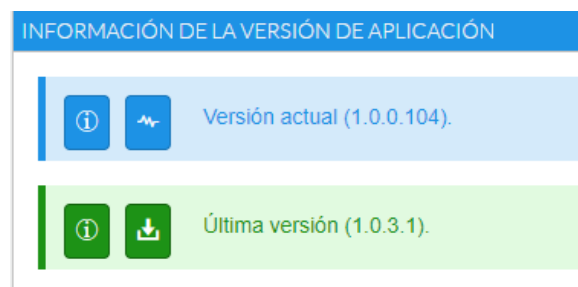 INFORMACIÓN DE LA VERSIÓN DE APLICACIÓN
Versión actual (1.0.0.104).
Última versión (1.0.3.1).